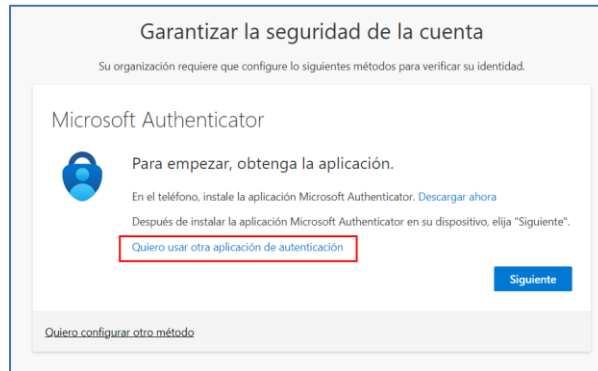 Garantizar la seguridad de la cuenta
Su organización requiere que configure lo siguientes métodos para verificar su identidad.
Microsoft Authenticator
Para empezar, obtenga la aplicación.
En el teléfono, instale la aplicación Microsoft Authenticator. Descargar ahora
Después de instalar la aplicación Microsoft Authenticator en su dispositivo, elija "Siguiente".
Quiero usar otra aplicación de autenticación
Siguiente
Quiero configurar otro método